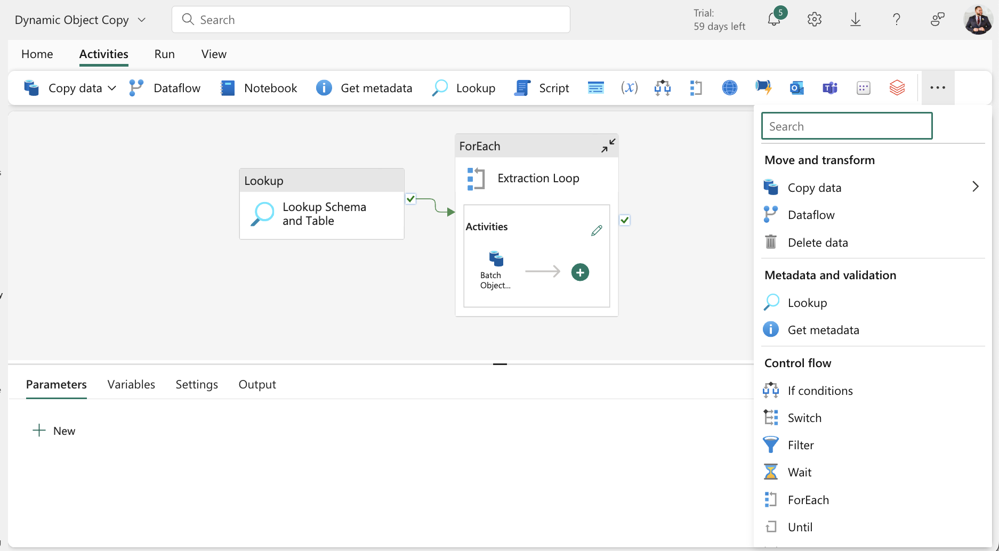 Dynamic Object Copy
Search
Trial:
59 days left
5
?
Home
Activities
Run
View
Copy data
Dataflow
Notebook
Get metadata
Lookup
Script
(x)
ForEach
Extraction Loop
Lookup
Lookup Schema
and Table
Activities
Batch
Object...
Parameters
Variables
Settings
Output
New
Search
Move and transform
Copy data
Dataflow
Delete data
Metadata and validation
Lookup
Get metadata
Control flow
If conditions
Switch
Filter
Wait
ForEach
Until